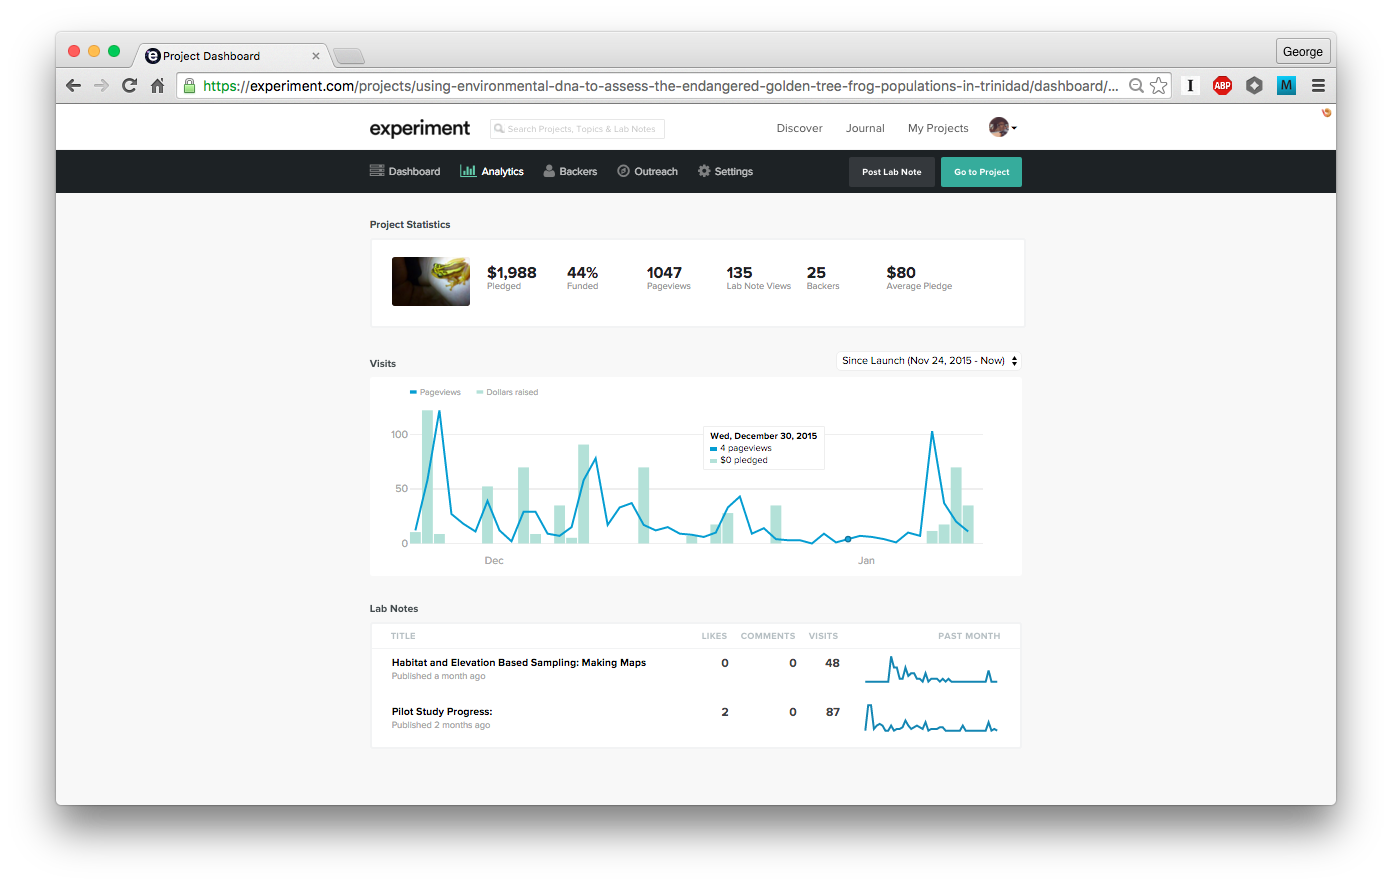 Project Dashboard
George
https://experiment.com/projects/using-environmental-dna-to-assess-the-endangered-golden-tree-frog-populations-in-trinidad/dashboard/...
I
ABP
M
experiment
Search Projects, Topics & Lab Notes
Discover
Journal
My Projects
Dashboard
Analytics
Backers
Outreach
Settings
Post Lab Note
Go to Project
Project Statistics
$1,988 44% 1047 135 25 $80
Pledged Funded Pageviews Lab Note Views Backers Average Pledge
Visits
Since Launch (Nov 24, 2015 - Now)
Pageviews Dollars raised
100
50
0
Wed, December 30, 2015
4 pageviews
$0 pledged
Dec Jan
Lab Notes
TITLE LIKES COMMENTS VISITS PAST MONTH
Habitat and Elevation Based Sampling: Making Maps 0 0 48
Published a month ago
Pilot Study Progress: 2 0 87
Published 2 months ago